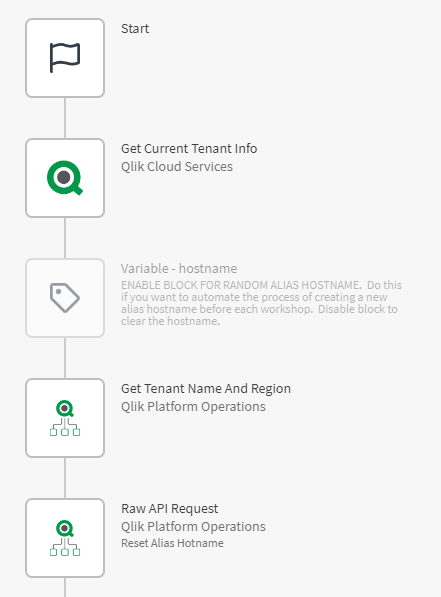 Start
Get Current Tenant Info
Qlik Cloud Services
Variable - hostname
ENABLE BLOCK FOR RANDOM ALIAS HOSTNAME.  Do this
if you want to automate the process of creating a new
alias hostname before each workshop.  Disable block to
clear the hostname.
Get Tenant Name And Region
Qlik Platform Operations
Raw API Request
Qlik Platform Operations
Reset Alias Hotname